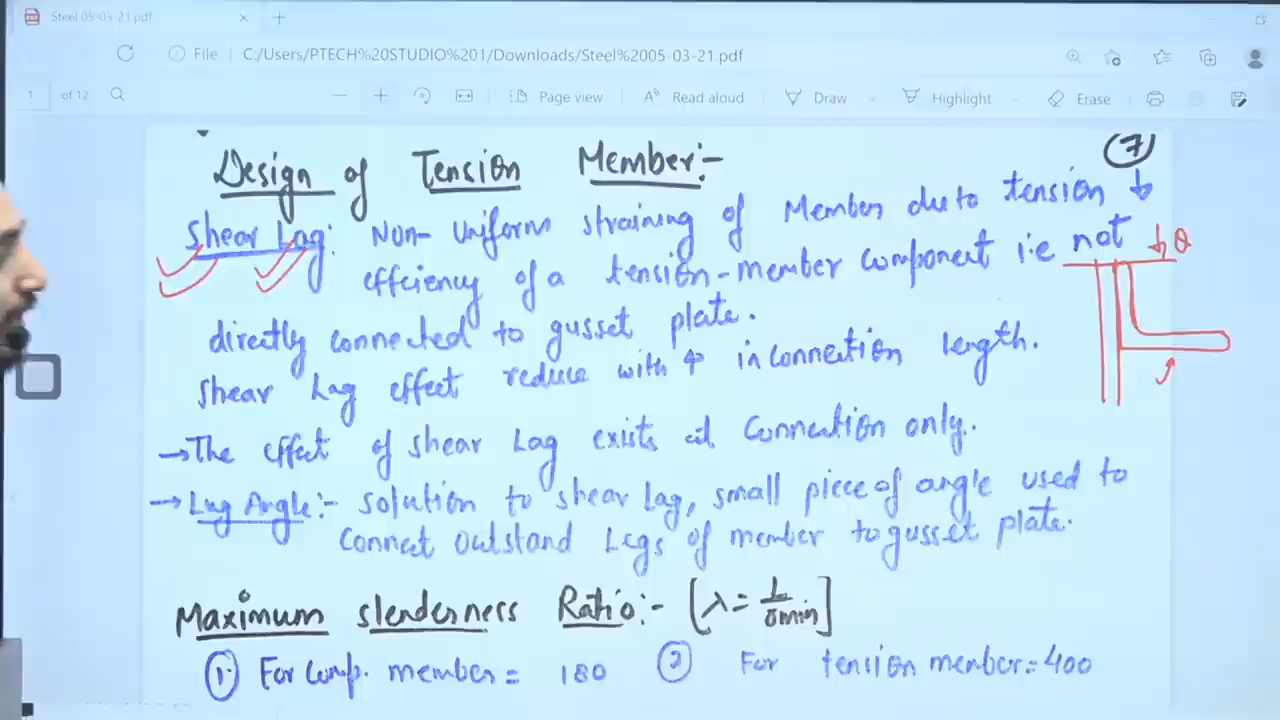 Steel 05-03-21.pdf
File C:/Users/PTECH%20STUDIO%201/Downloads/Steel%2005-03-21.pdf
1 of 12 Page view Read aloud Draw Highlight Erase
7
Design of Tension Member:-
Shear Lag: Non-Uniform straining of Member due to tension ↓
effciency of a tension-member component i.e not
directly connected to gusset plate.
shear Lag effect reduce with ↑ in connection length.
→The effect of shear Lag exists at Connection only.
→Lug Angle:- solution to shear lag, small piece of angle used to
Connect outstand Legs of member to gusset plate.
Maximum slenderness Ratio:- [λ = L/rmin]
① For Comp. member = 180 ② For tension member = 400